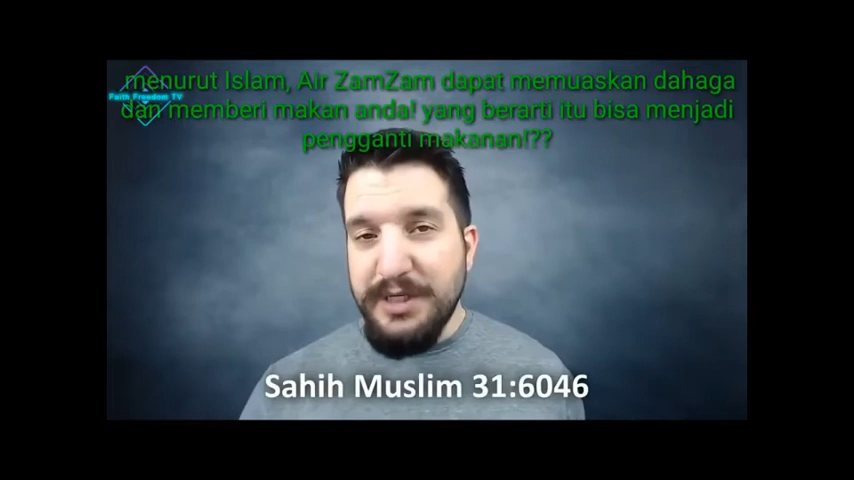 menurut Islam, Air ZamZam dapat memuaskan dahaga
dan memberi makan anda! yang berarti itu bisa menjadi
pengganti makanan!??
Faith Freedom TV
Sahih Muslim 31:6046